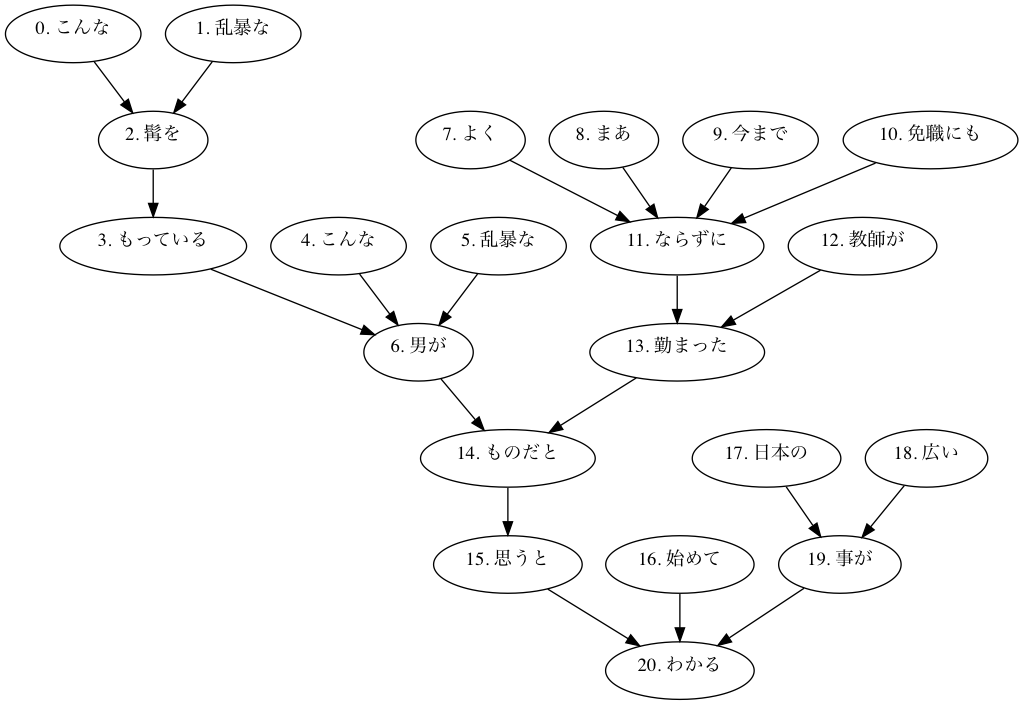 0. こんな
1. 乱暴な
2. 髯を
7. よく
8. まあ
9. 今まで
10. 免職にも
3. もっている
4. こんな
5. 乱暴な
11. ならずに
12. 教師が
6. 男が
13. 勤まった
14. ものだと
17. 日本の
18. 広い
15. 思うと
16. 始めて
19. 事が
20. わかる